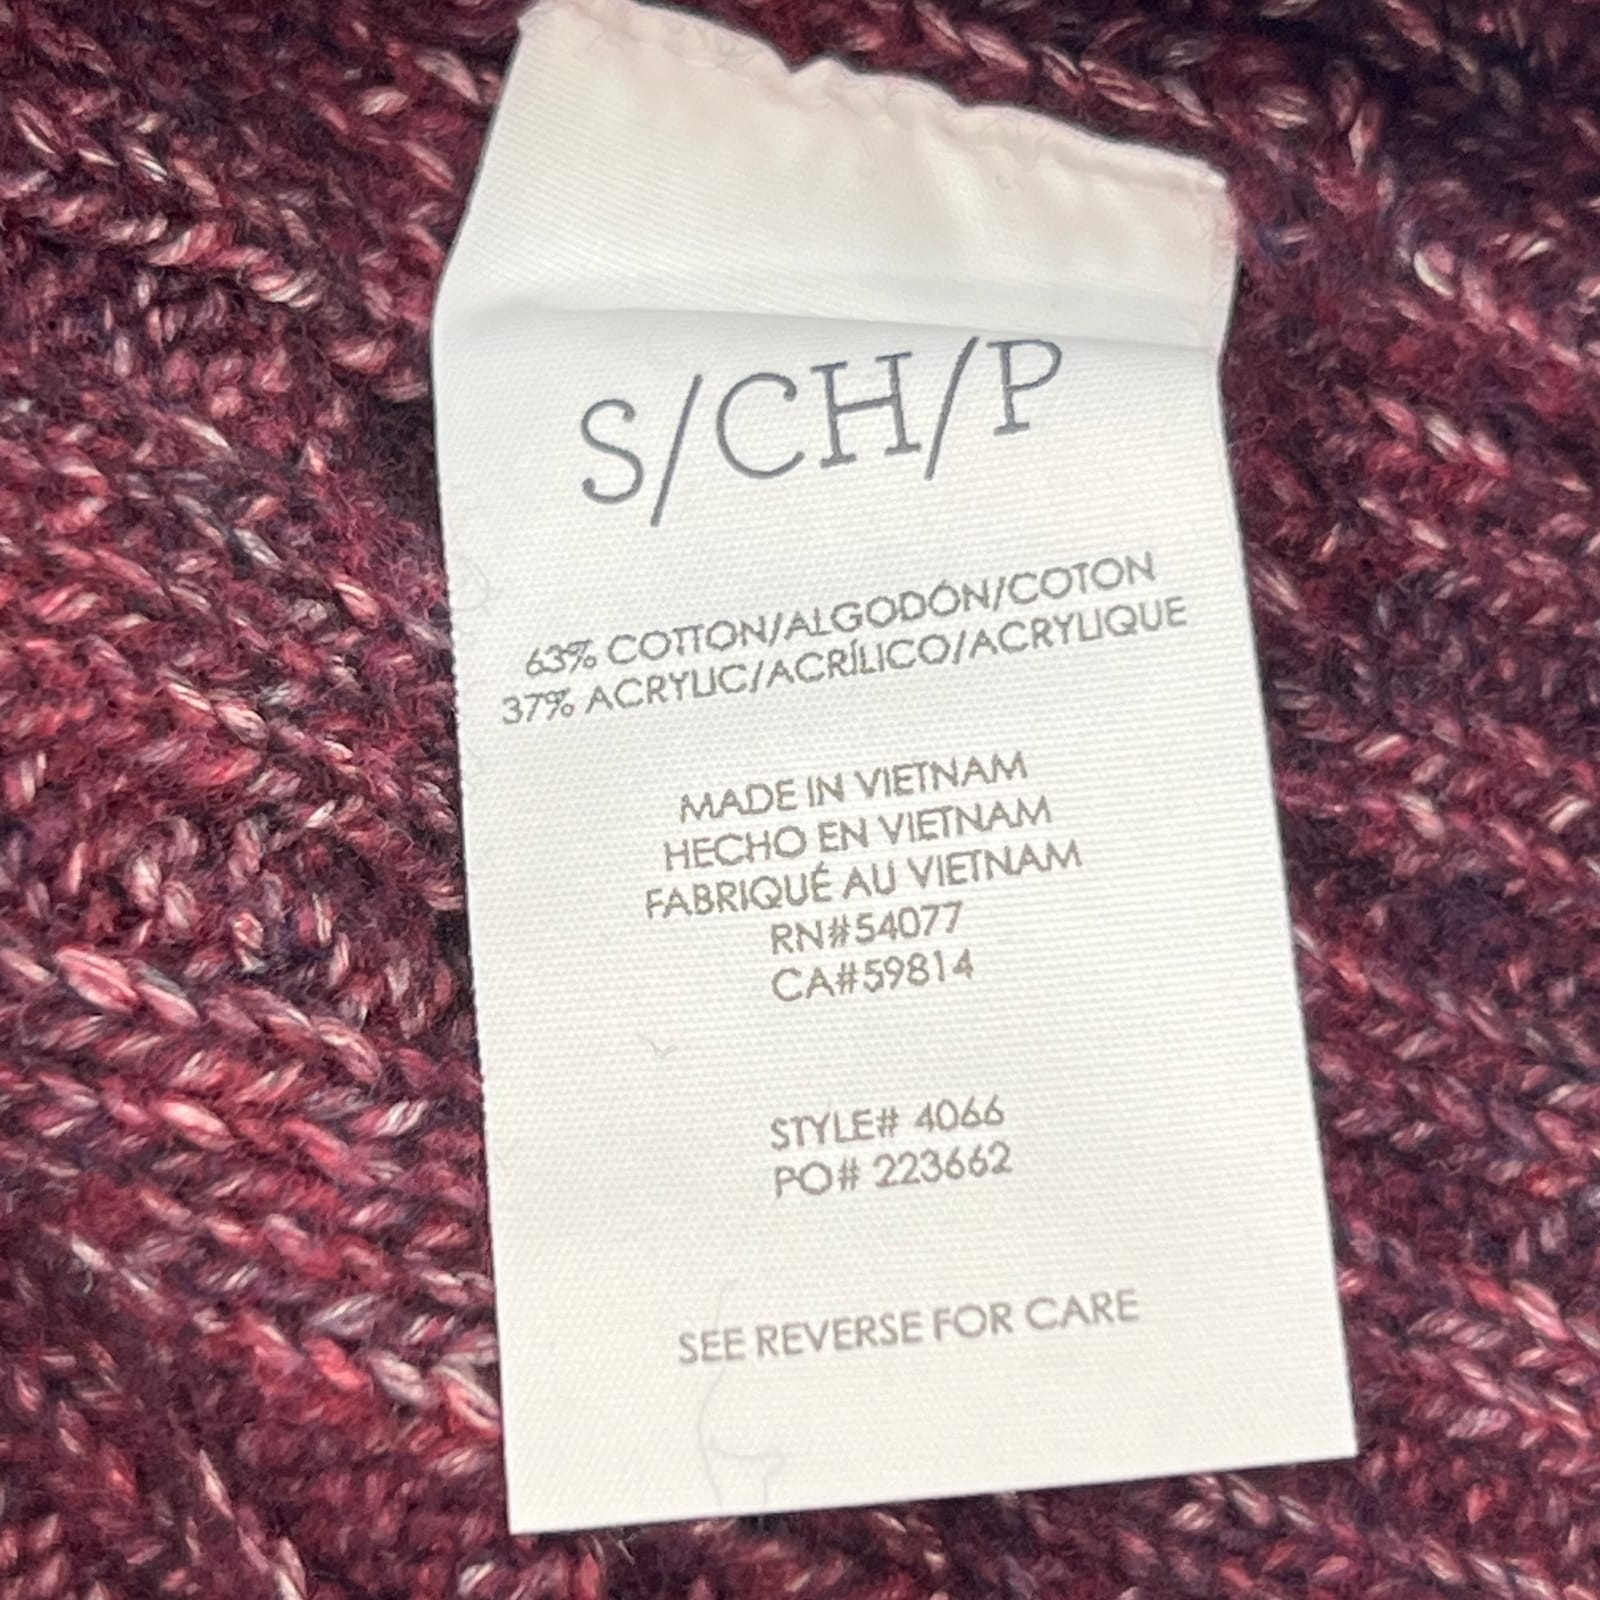 S/CH/P
63% COTTON/ALGODÓN/COTON
37% ACRYLIC/ACRÍLICO/ACRYLIQUE
MADE IN VIETNAM
HECHO EN VIETNAM
FABRIQUÉ AU VIETNAM
RN#54077
CA#59814
STYLE# 4066
PO# 223662
SEE REVERSE FOR CARE